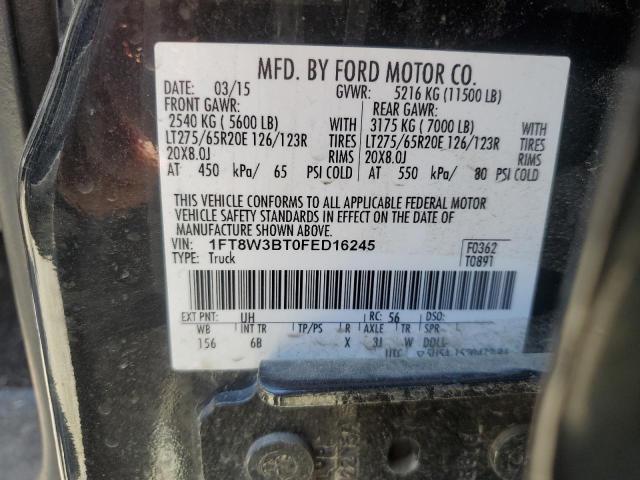 MFD. BY FORD MOTOR CO.
DATE: 03/15 GVWR: 5216 KG (11500 LB)
FRONT GAWR: REAR GAWR:
2540 KG ( 5600 LB) WITH 3175 KG ( 7000 LB) WITH
LT275/65R20E 126/123R TIRES LT275/65R20E 126/123R TIRES
20X8.0J RIMS 20X8.0J RIMS
AT 450 kPa/ 65 PSI COLD AT 550 kPa/ 80 PSI COLD
THIS VEHICLE CONFORMS TO ALL APPLICABLE FEDERAL MOTOR
VEHICLE SAFETY STANDARDS IN EFFECT ON THE DATE OF
MANUFACTURE SHOWN ABOVE.
VIN: 1FT8W3BT0FED16245 F0362
TYPE: Truck T0891
EXT PNT: UH RC: 56 DSO:
WB INT TR TP/PS R AXLE TR SPR
156 6B X 3J W DOLL
UTC